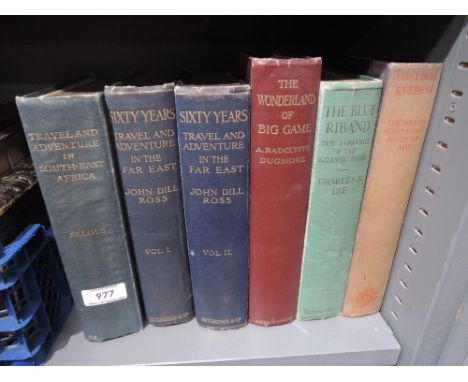 TRAVEL AND
ADVENTURE
IN
SOUTH-EAST
AFRICA
SELOUS
977
SIXTY YEARS
TRAVEL AND
ADVENTURE
IN THE
FAR EAST
JOHN DILL
ROSS
VOL. I.
HUTCHINSON & Co
SIXTY YEARS
TRAVEL AND
ADVENTURE
IN THE
FAR EAST
JOHN DILL
ROSS
VOL. II.
HUTCHINSON & Co
THE
WONDERLAND
OF
BIG GAME
A. RADCLYFFE
DUGMORE
THE BLUE
RIBAND
THE ROMANCE OF THE
ATLANTIC FERRY
CHARLES E.
LEE
FIRST OVER
EVEREST